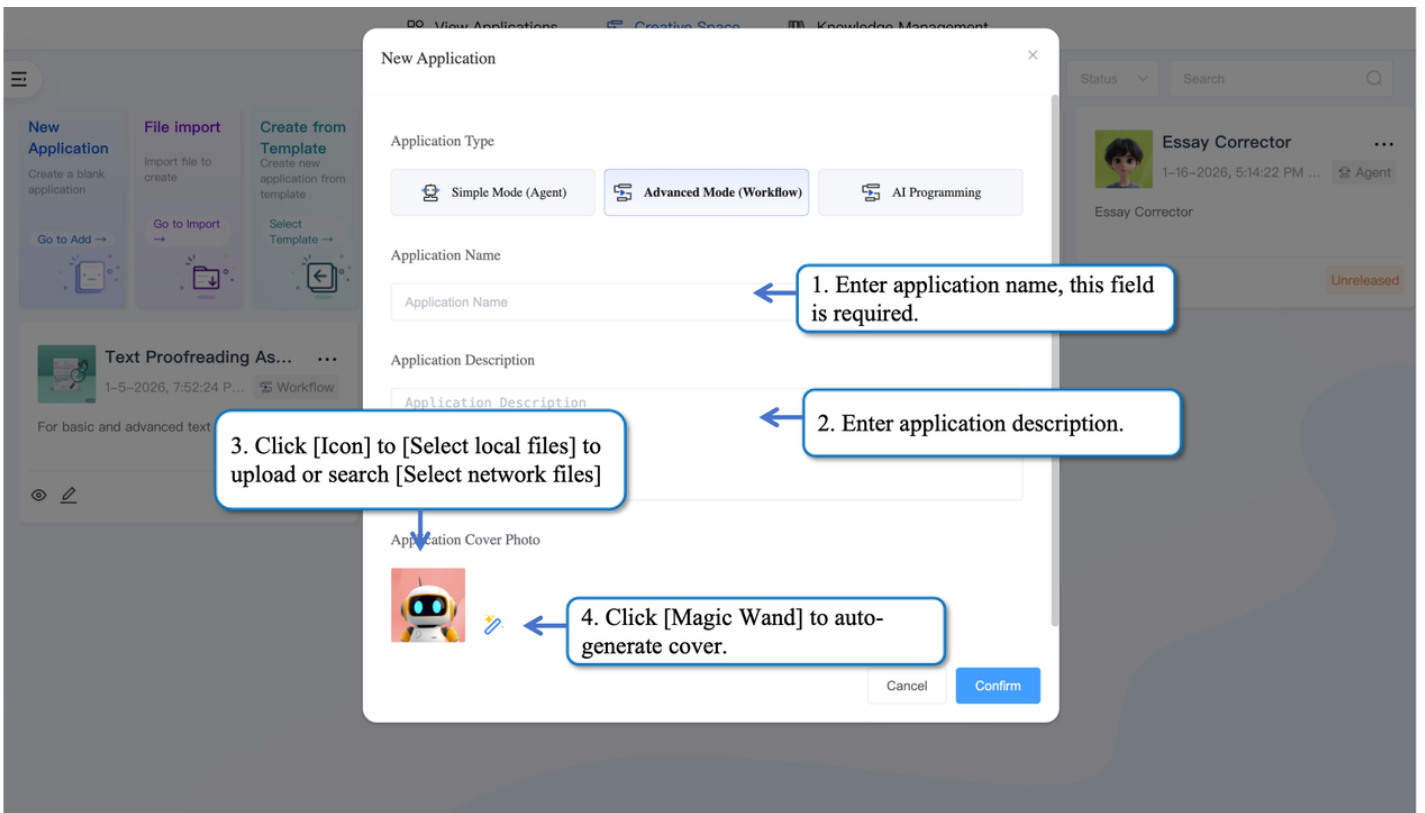 View Applications
Creative Space
Knowledge Management
New Application
Status
Search
New
Application
Create a blank
application
Go to Add →
File import
Import file to
create
Go to Import
→
Create from
Template
Create new
application from
template
Select
Template →
Application Type
Simple Mode (Agent)
Advanced Mode (Workflow)
AI Programming
Application Name
Application Name
1. Enter application name, this field
is required.
Application Description
Application Description
2. Enter application description.
3. Click [Icon] to [Select local files] to
upload or search [Select network files]
Application Cover Photo
4. Click [Magic Wand] to auto-
generate cover.
Cancel
Confirm
Essay Corrector
...
1-16-2026, 5:14:22 PM ...
Agent
Essay Corrector
Unreleased
Text Proofreading As...
...
1-5-2026, 7:52:24 P...
Workflow
For basic and advanced text